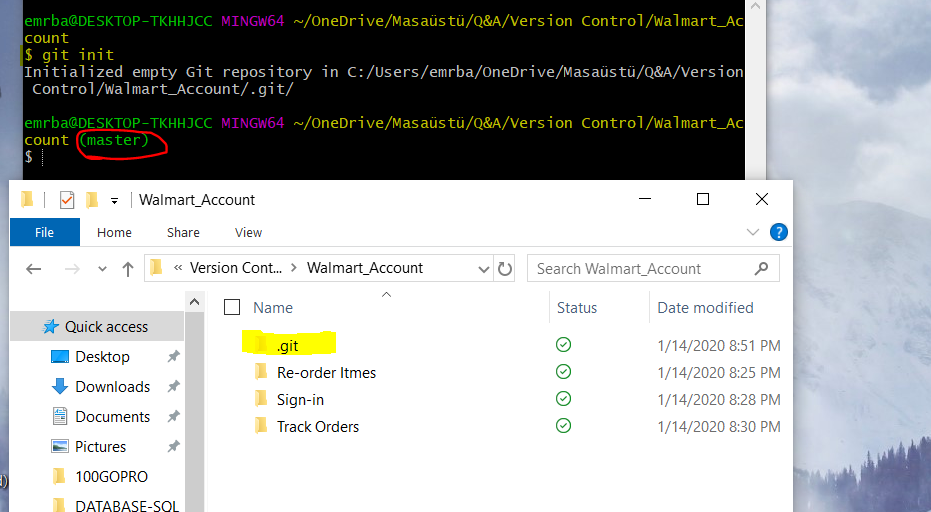 emrba@DESKTOP-TKHHJCC MINGW64 ~/OneDrive/Masaüstü/Q&A/Version Control/Walmart_Ac
count
$ git init
Initialized empty Git repository in C:/Users/emrba/OneDrive/Masaüstü/Q&A/Version
Control/Walmart_Account/.git/
emrba@DESKTOP-TKHHJCC MINGW64 ~/OneDrive/Masaüstü/Q&A/Version Control/Walmart_Ac
count (master)
$
Walmart_Account
File Home Share View
« Version Cont... > Walmart_Account
Search Walmart_Account
Name Status Date modified
Quick access
Desktop
Downloads
Documents
Pictures
100GOPRO
DATABASE-SQL
.git 1/14/2020 8:51 PM
Re-order Itmes 1/14/2020 8:25 PM
Sign-in 1/14/2020 8:28 PM
Track Orders 1/14/2020 8:30 PM